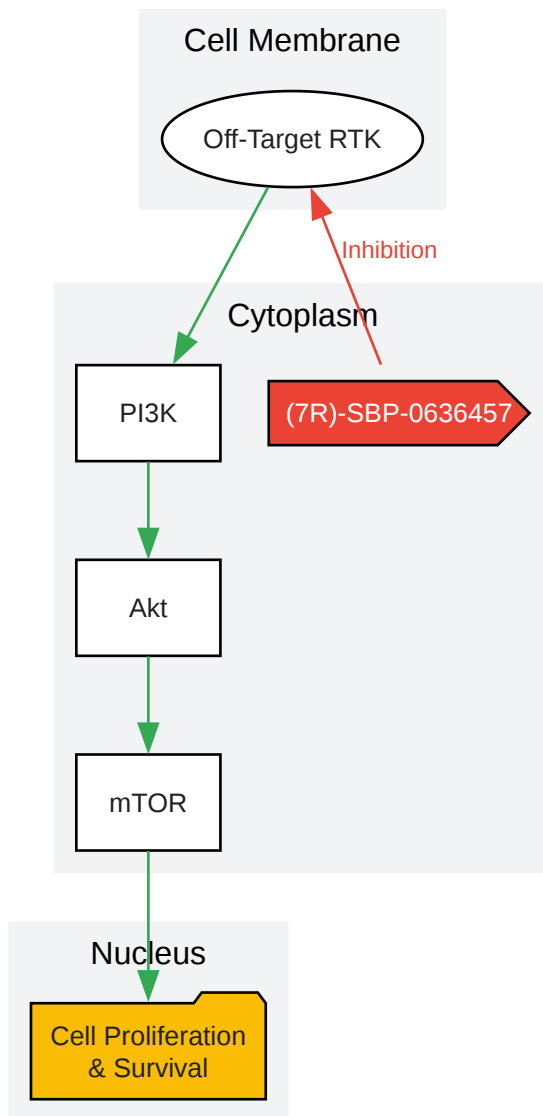 Cell Membrane
Off-Target RTK
Inhibition
Cytoplasm
PI3K
(7R)-SBP-0636457
Akt
mTOR
Nucleus
Cell Proliferation
& Survival